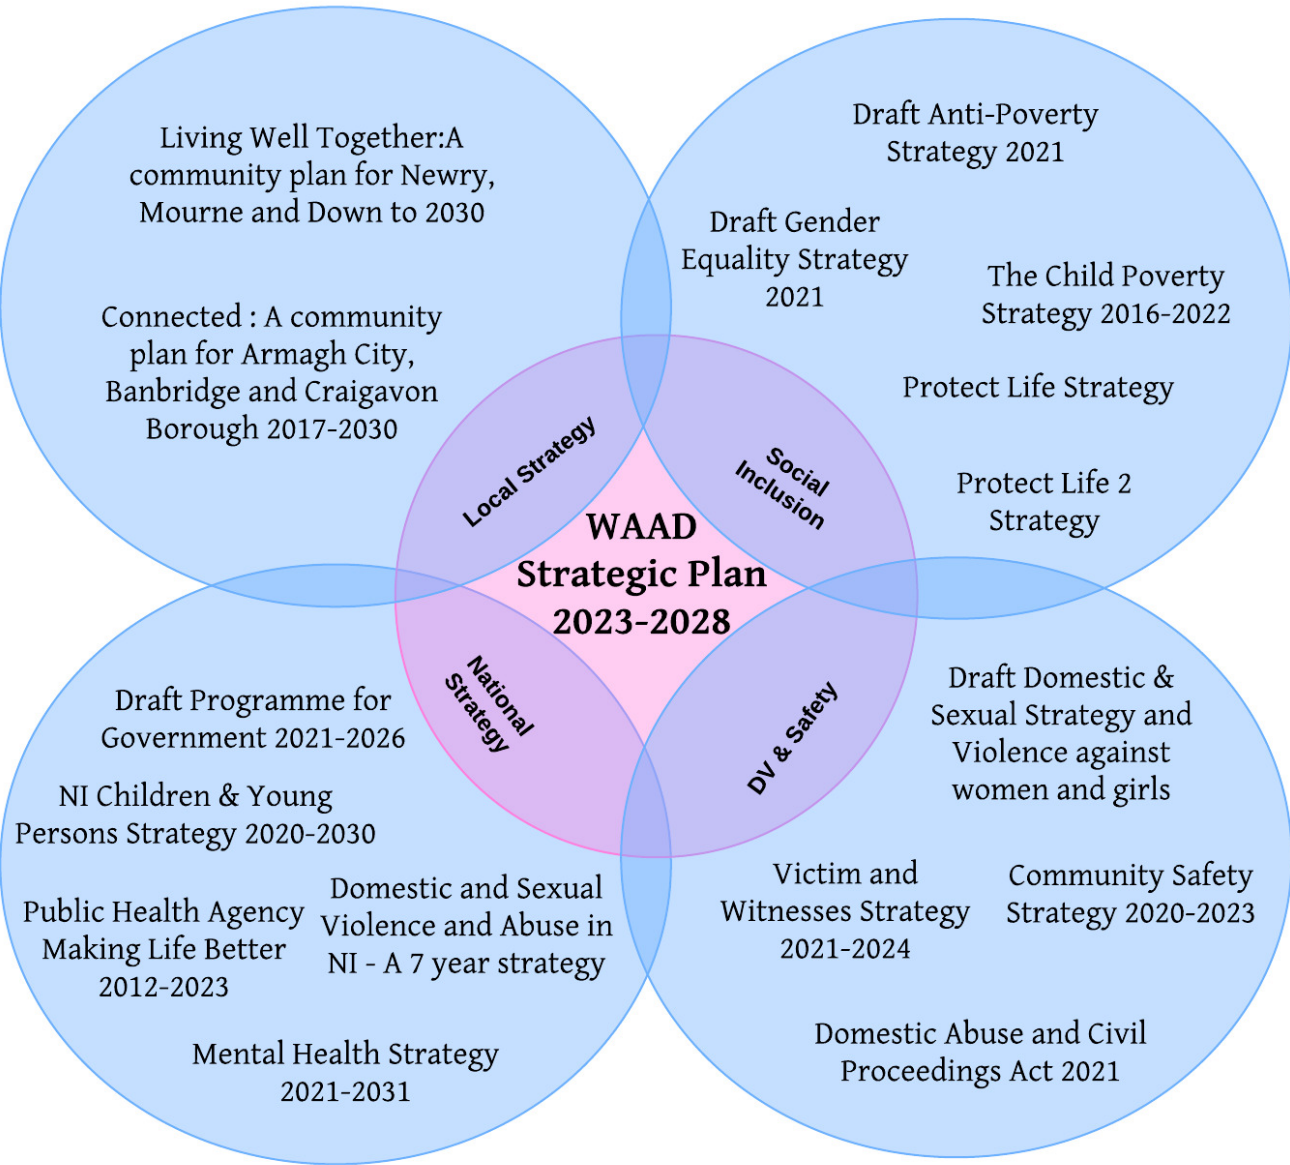 Living Well Together:A
community plan for Newry,
Mourne and Down to 2030
Connected : A community
plan for Armagh City,
Banbridge and Craigavon
Borough 2017-2030
Draft Anti-Poverty
Strategy 2021
Draft Gender
Equality Strategy
2021
The Child Poverty
Strategy 2016-2022
Protect Life Strategy
Protect Life 2
Strategy
Local Strategy
Social
Inclusion
WAAD
Strategic Plan
2023-2028
National
Strategy
DV & Safety
Draft Programme for
Government 2021-2026
NI Children & Young
Persons Strategy 2020-2030
Public Health Agency
Making Life Better
2012-2023
Domestic and Sexual
Violence and Abuse in
NI - A 7 year strategy
Mental Health Strategy
2021-2031
Draft Domestic &
Sexual Strategy and
Violence against
women and girls
Victim and
Witnesses Strategy
2021-2024
Community Safety
Strategy 2020-2023
Domestic Abuse and Civil
Proceedings Act 2021